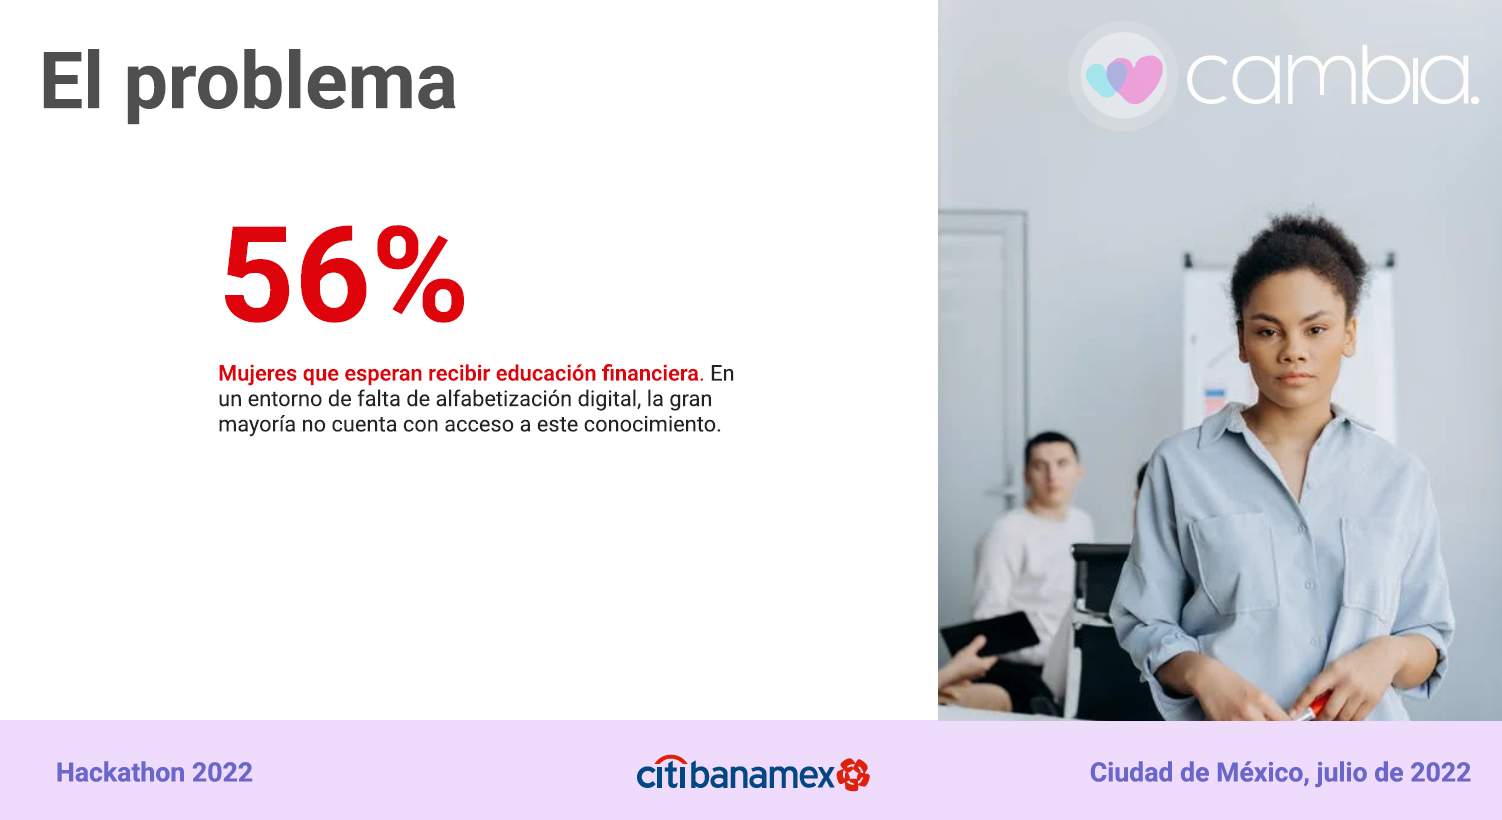 El problema
cambia.
56%
Mujeres que esperan recibir educación financiera. En
un entorno de falta de alfabetización digital, la gran
mayoría no cuenta con acceso a este conocimiento.
Hackathon 2022
citibanamex
Ciudad de México, julio de 2022